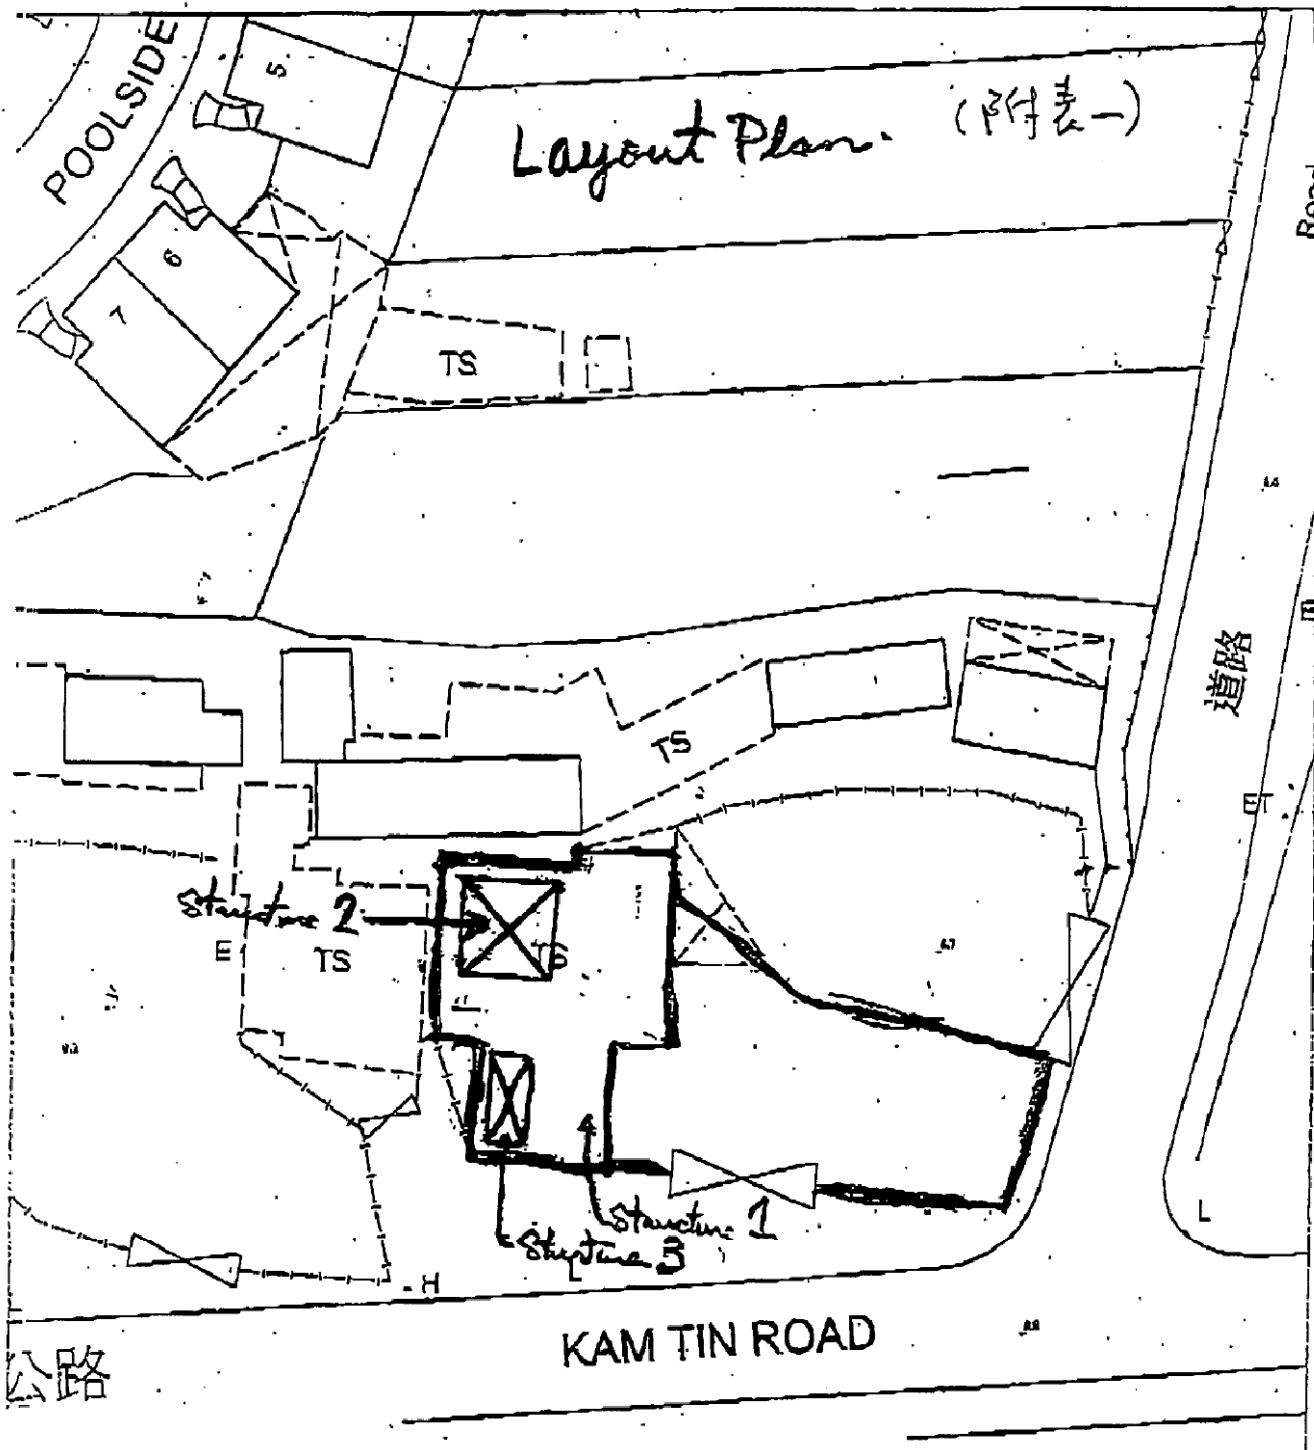 POOLSIDE
5
Layout Plan. (附表一)
Road
6
7
TS
道路
TS
ET
Structure 2
E
TS
TS
Structure 1
Structure 3
L
L
H
KAM TIN ROAD
公路